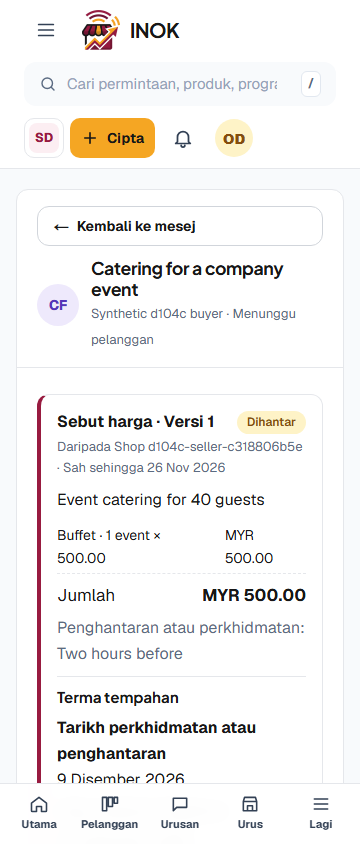 INOK
Cari permintaan, produk, progra
/
SD
+ Cipta
OD
← Kembali ke mesej
CF
Catering for a company
event
Synthetic d104c buyer · Menunggu
pelanggan
Sebut harga · Versi 1
Dihantar
Daripada Shop d104c-seller-c318806b5e
· Sah sehingga 26 Nov 2026
Event catering for 40 guests
Buffet · 1 event × MYR
500.00 500.00
Jumlah MYR 500.00
Penghantaran atau perkhidmatan:
Two hours before
Terma tempahan
Tarikh perkhidmatan atau
penghantaran
9 Disember 2026
Utama Pelanggan Urusan Urus Lagi